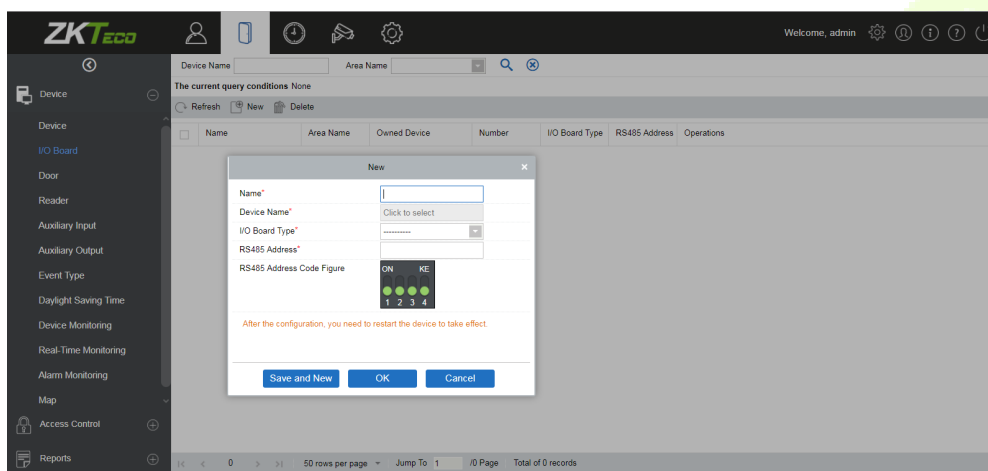 ZKTeco
Welcome, admin
Device Name
Area Name
Device
The current query conditions None
Refresh New Delete
Device
Name Area Name Owned Device Number I/O Board Type RS485 Address Operations
I/O Board
New
Door
Name*
Reader
Device Name* Click to select
Auxiliary Input
I/O Board Type* ----------
Auxiliary Output
RS485 Address*
Event Type
RS485 Address Code Figure
ON KE
1 2 3 4
Daylight Saving Time
Device Monitoring
After the configuration, you need to restart the device to take effect.
Real-Time Monitoring
Alarm Monitoring
Save and New OK Cancel
Map
Access Control
Reports
0 50 rows per page Jump To 1 /0 Page Total of 0 records